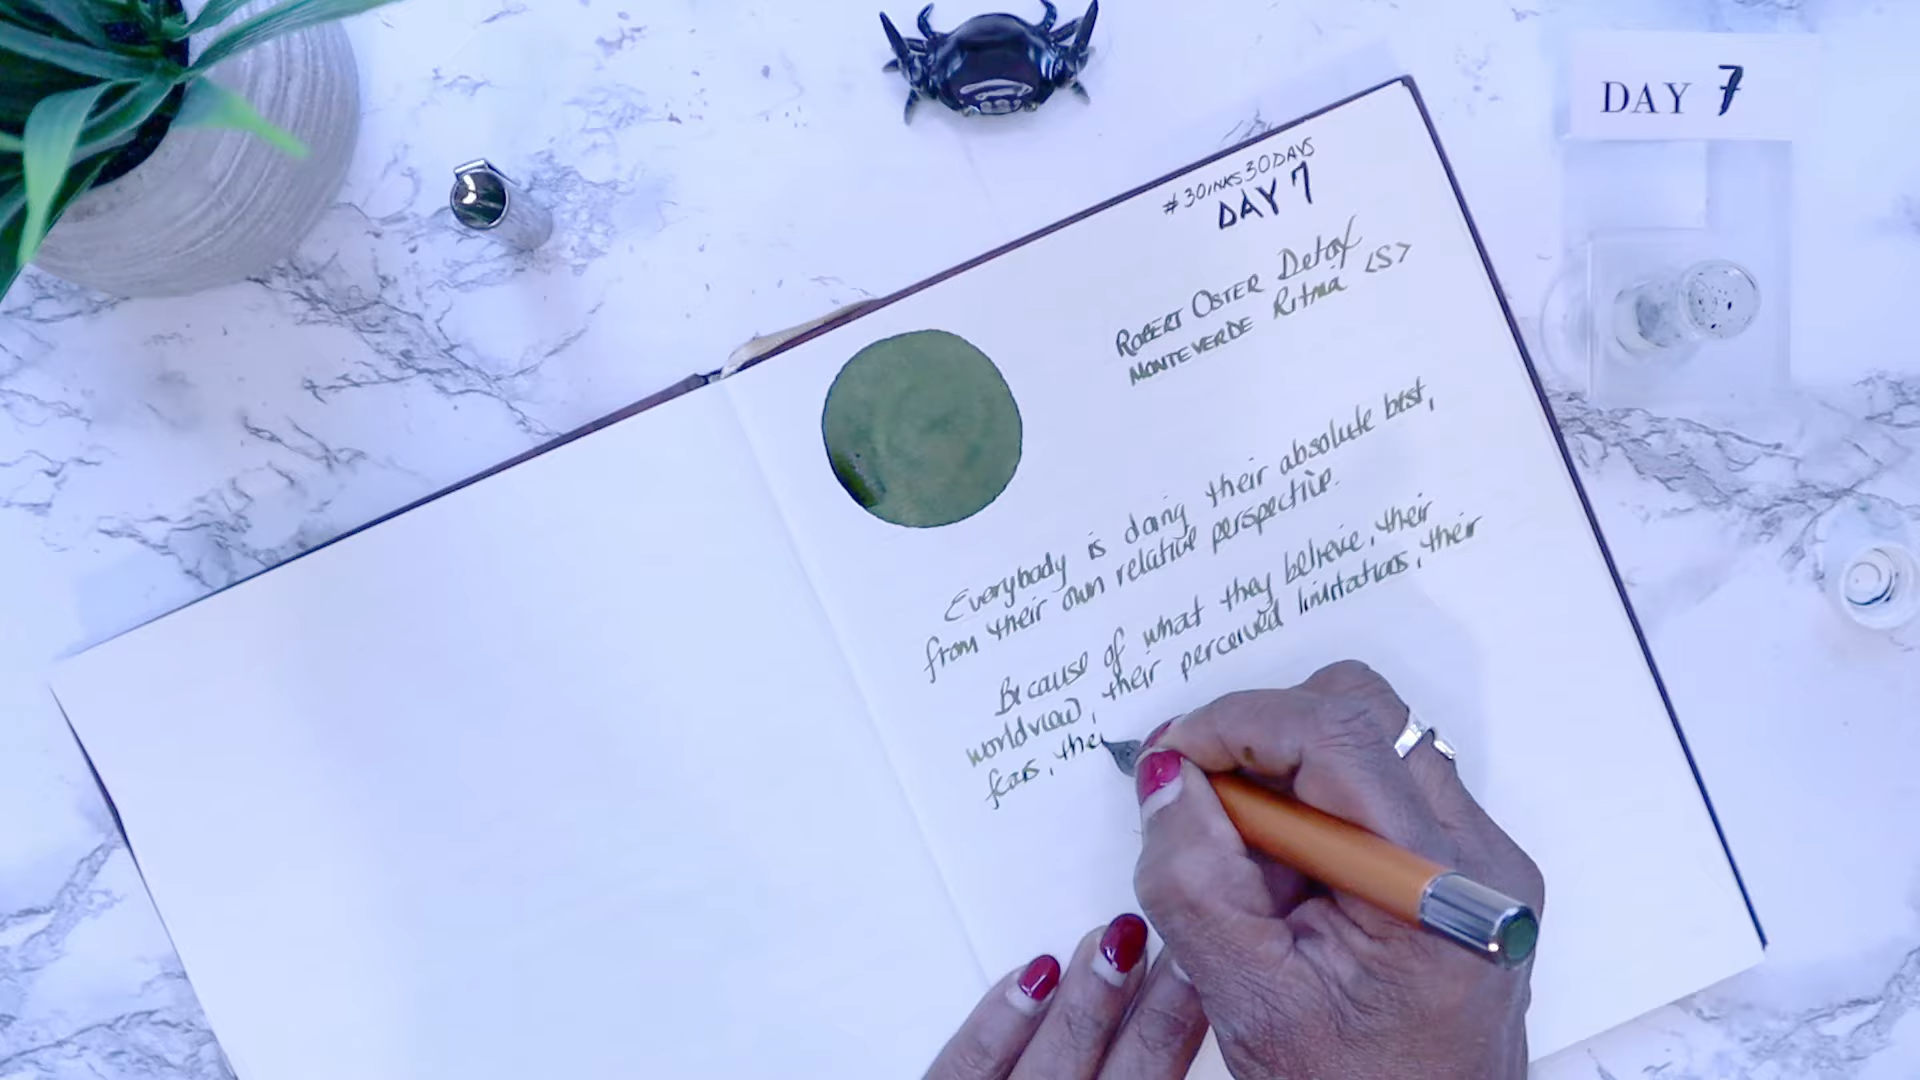 DAY 7
#30INKS30DAYS
DAY 7
ROBERT OSTER Detox
MONTEVERDE Ritma <S>
Everybody is doing their absolute best,
from their own relative perspective.
Because of what they believe, their
worldview, their perceived limitations, their
fears, thei